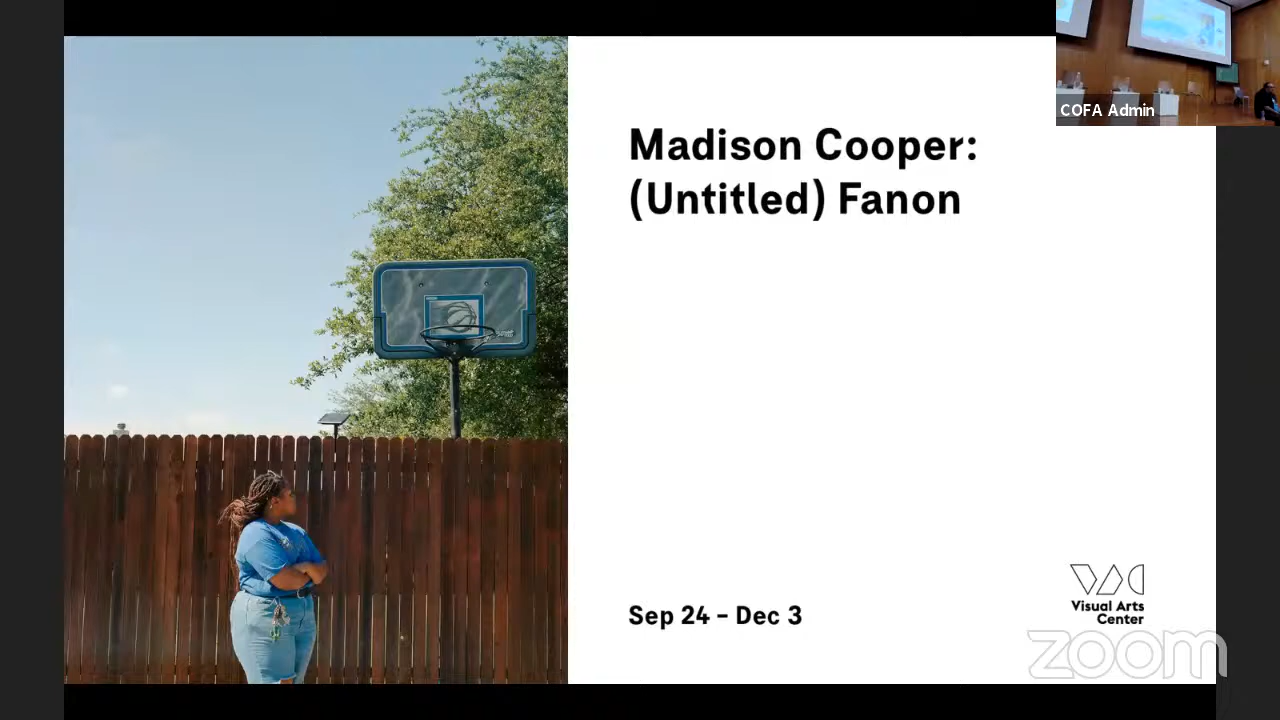 COFA Admin
Madison Cooper:
(Untitled) Fanon
Sep 24 – Dec 3
Visual Arts
Center
zoom